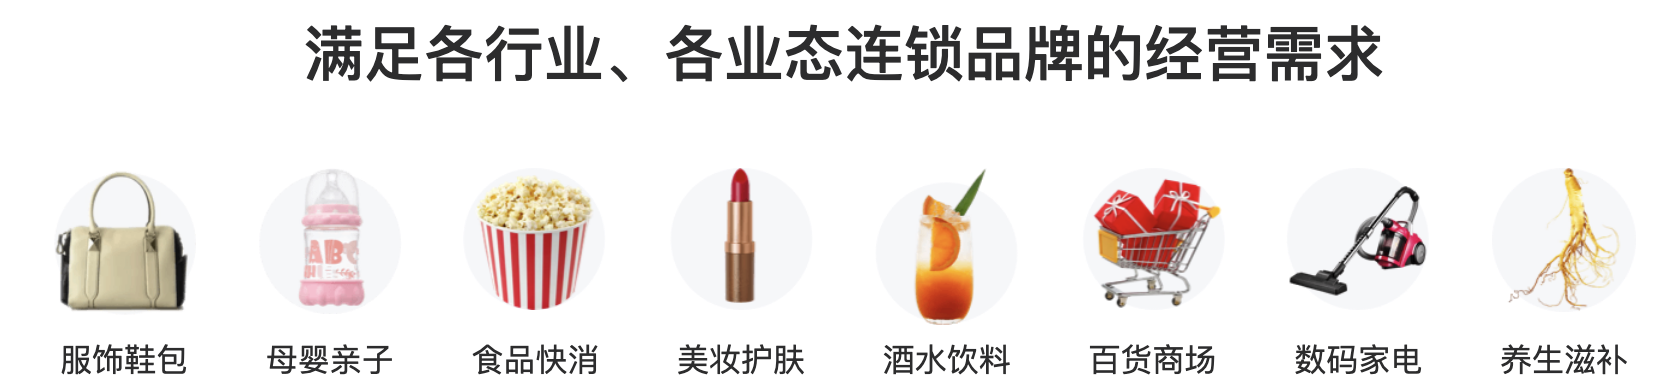 满足各行业、各业态连锁品牌的经营需求
服饰鞋包
母婴亲子
食品快消
美妆护肤
酒水饮料
百货商场
数码家电
养生滋补